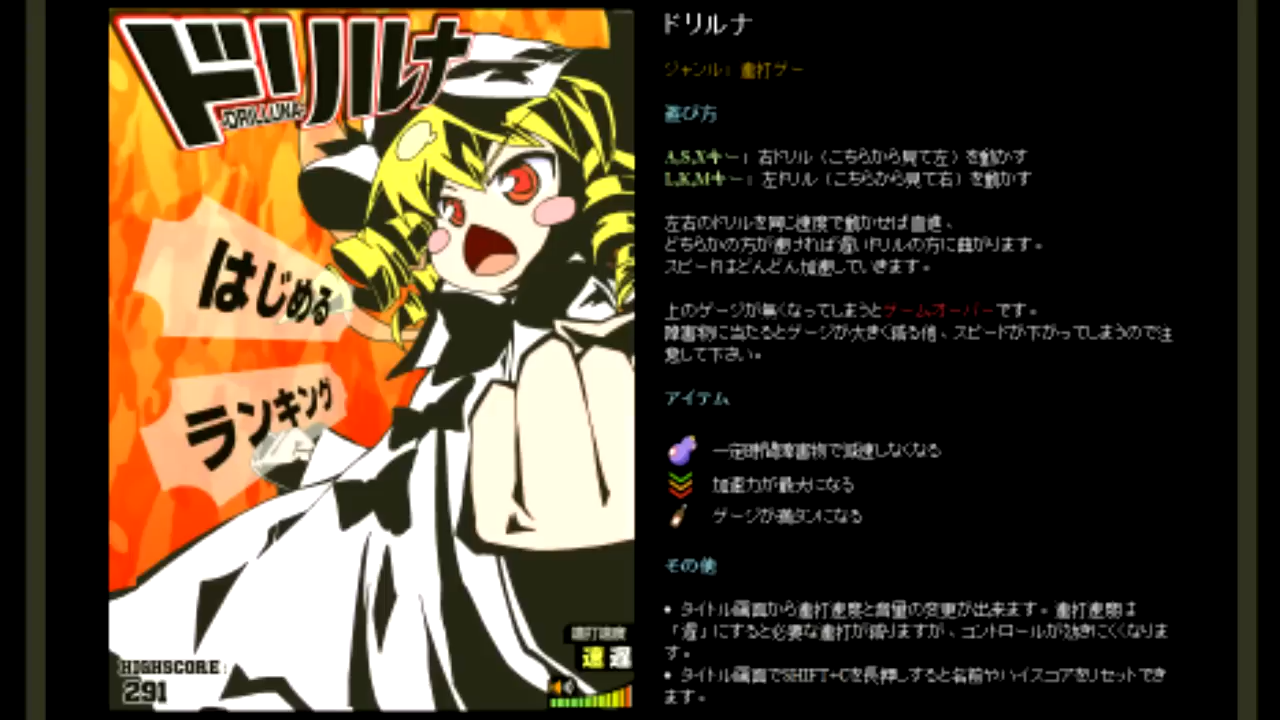 ドリルナ
-DRILLUNA-
はじめる
ランキング
HIGHSCORE:
291
連打速度
速 遅
ドリルナ
ジャンル: 連打ゲー
遊び方
A,S,Xキー: 右ドリル(こちらから見て左)を動かす
L,K,Mキー: 左ドリル(こちらから見て右)を動かす
左右のドリルを同じ速度で動かせば直進、
どちらかの方が速ければ遅いドリルの方に曲がります。
スピードはどんどん加速していきます。
上のゲージが無くなってしまうとゲームオーバーです。
障害物に当たるとゲージが大きく減る他、スピードが下がってしまうので注
意して下さい。
アイテム
一定時間障害物で減速しなくなる
加速力が最大になる
ゲージが満タンになる
その他
• タイトル画面から連打速度と音量の変更が出来ます。連打速度は
「遅」にすると必要な連打が減りますが、コントロールが効きにくくなりま
す。
• タイトル画面でSHIFT+Cを長押しすると名前やハイスコアをリセットでき
ます。